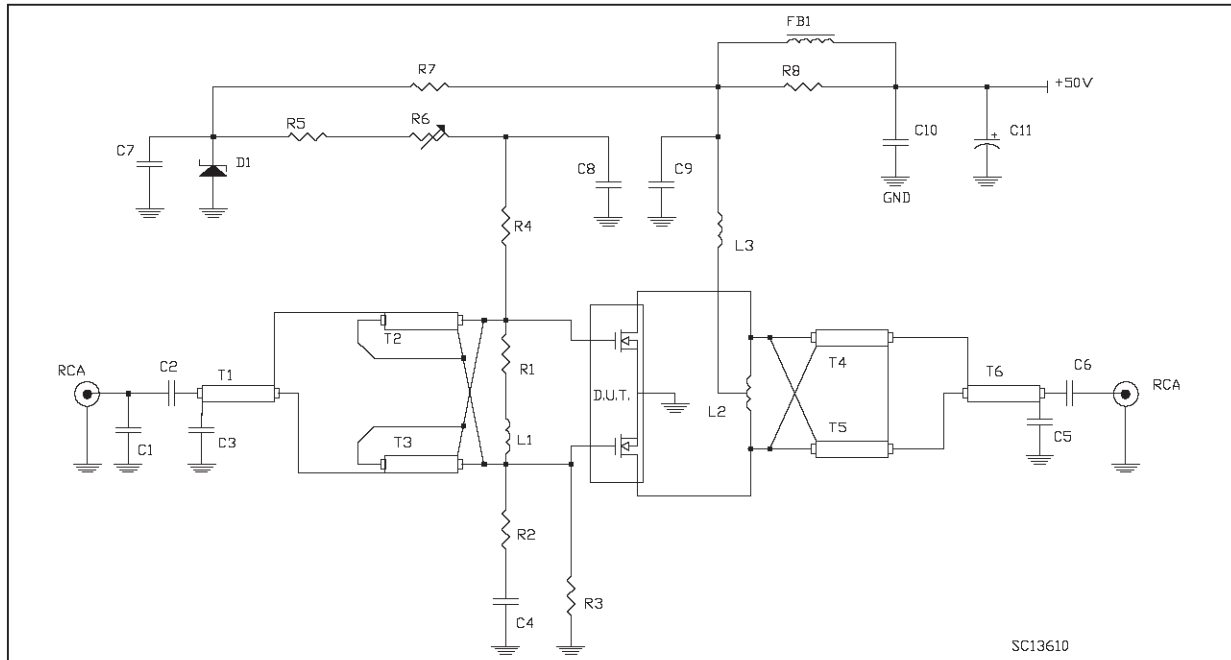 FB1
R7
R8
+50V
R5
R6
C7
D1
C8
C9
C10
+
C11
GND
R4
L3
T2
RCA
C2
T1
R1
D.U.T.
T4
T6
C6
RCA
L2
C1
C3
T3
L1
T5
C5
R2
R3
C4
SC13610